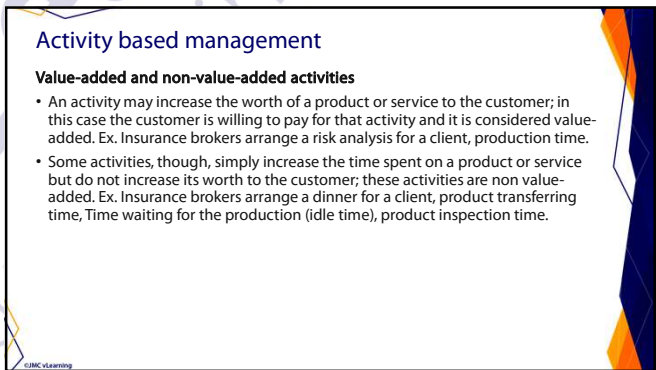 Activity based management
Value-added and non-value-added activities
• An activity may increase the worth of a product or service to the customer; in
this case the customer is willing to pay for that activity and it is considered value-
added. Ex. Insurance brokers arrange a risk analysis for a client, production time.
• Some activities, though, simply increase the time spent on a product or service
but do not increase its worth to the customer; these activities are non value-
added. Ex. Insurance brokers arrange a dinner for a client, product transferring
time, Time waiting for the production (idle time), product inspection time.
©JMC vLearning